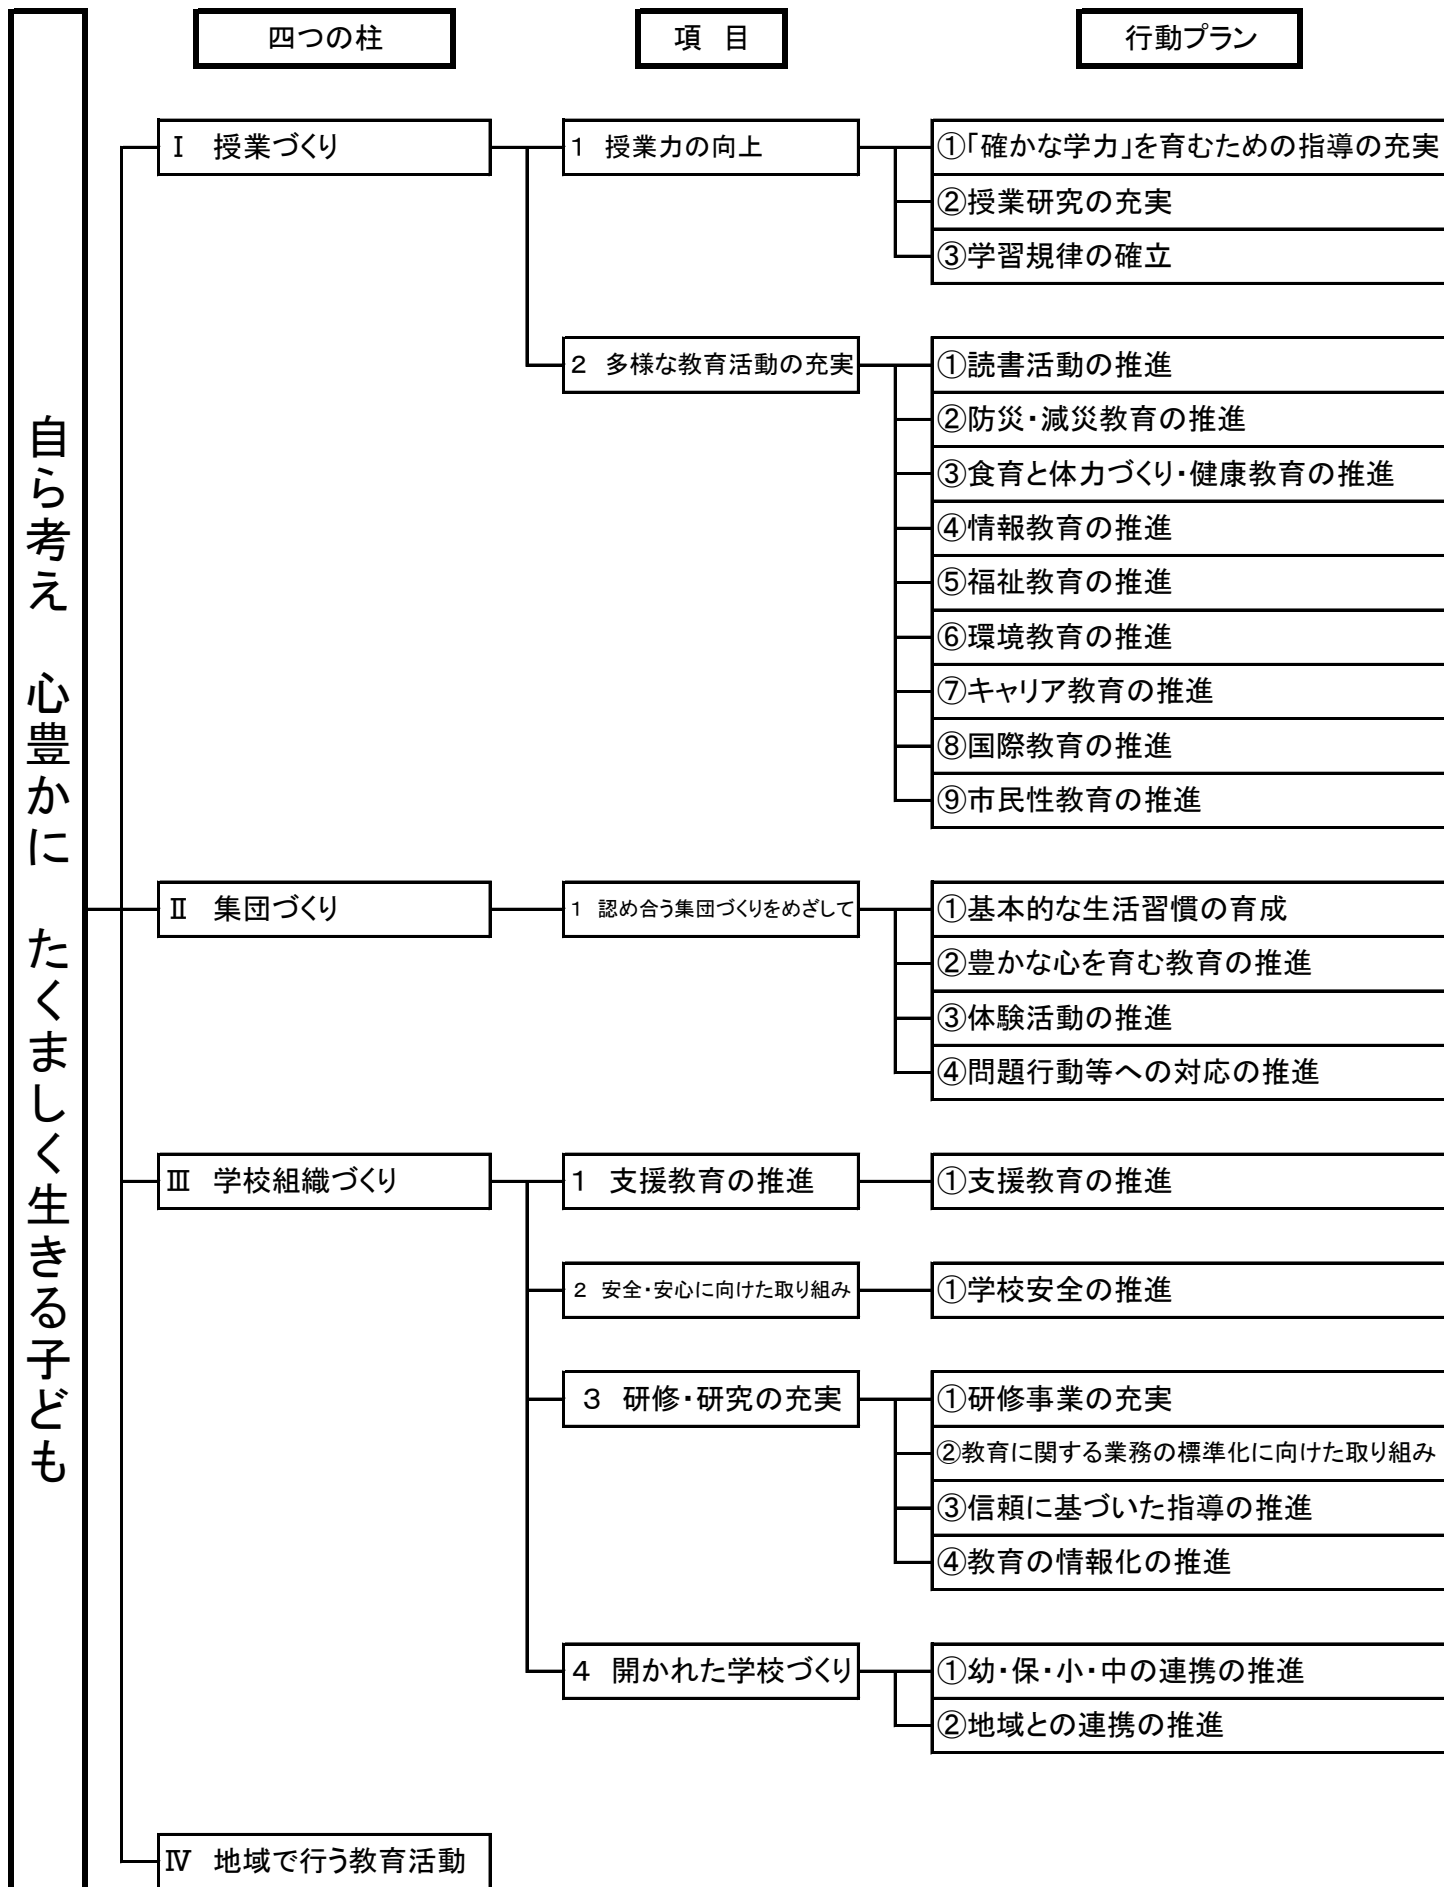 四つの柱
項　目
行動プラン
自ら考え　心豊かに　たくましく生きる子ども
Ⅰ　授業づくり
1　授業力の向上
①「確かな学力」を育むための指導の充実
②授業研究の充実
③学習規律の確立
2　多様な教育活動の充実
①読書活動の推進
②防災・減災教育の推進
③食育と体力づくり・健康教育の推進
④情報教育の推進
⑤福祉教育の推進
⑥環境教育の推進
⑦キャリア教育の推進
⑧国際教育の推進
⑨市民性教育の推進
Ⅱ　集団づくり
1　認め合う集団づくりをめざして
①基本的な生活習慣の育成
②豊かな心を育む教育の推進
③体験活動の推進
④問題行動等への対応の推進
Ⅲ　学校組織づくり
1　支援教育の推進
①支援教育の推進
2　安全・安心に向けた取り組み
①学校安全の推進
3　研修・研究の充実
①研修事業の充実
②教育に関する業務の標準化に向けた取り組み
③信頼に基づいた指導の推進
④教育の情報化の推進
4　開かれた学校づくり
①幼・保・小・中の連携の推進
②地域との連携の推進
Ⅳ　地域で行う教育活動